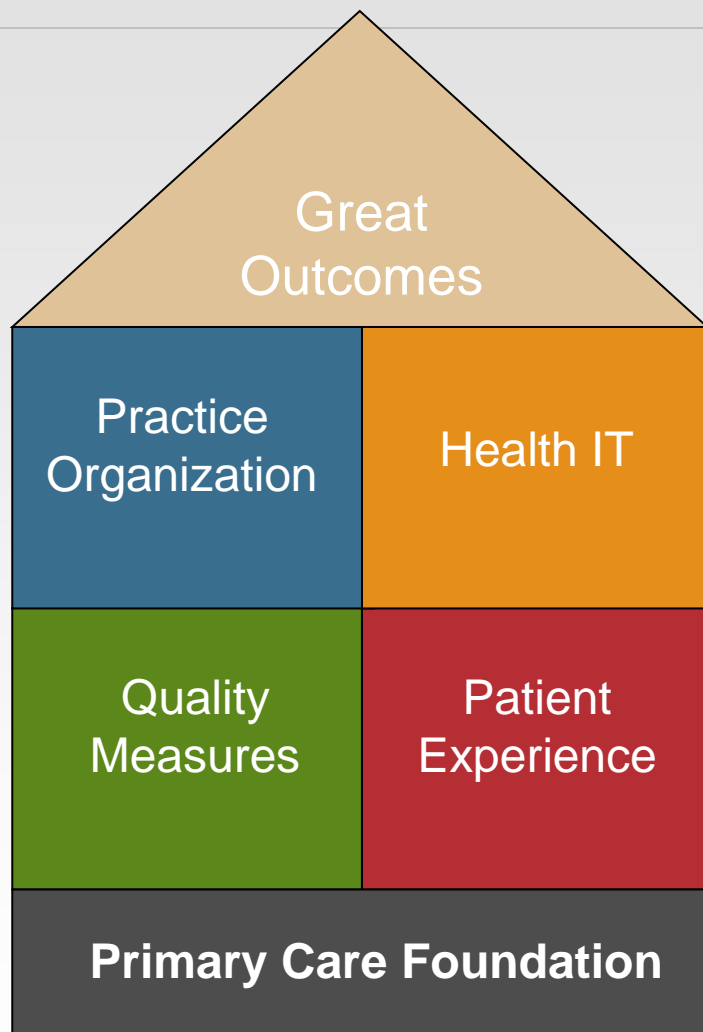 Great
Outcomes
Practice
Organization
Health IT
Quality
Measures
Patient
Experience
Primary Care Foundation